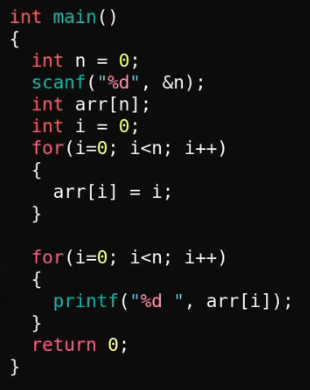 int main()
{
  int n = 0;
  scanf("%d", &n);
  int arr[n];
  int i = 0;
  for(i=0; i<n; i++)
  {
    arr[i] = i;
  }

  for(i=0; i<n; i++)
  {
    printf("%d ", arr[i]);
  }
  return 0;
}